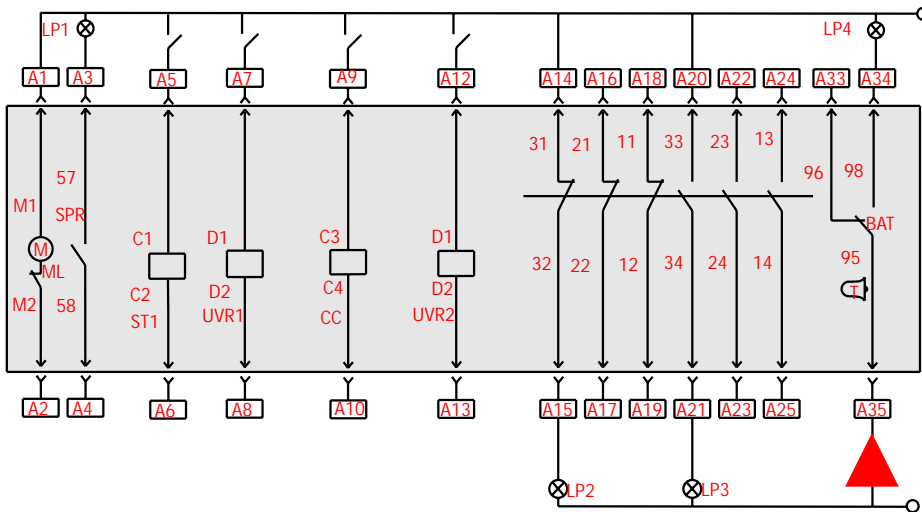 LP1
LP4
A1
A3
A5
A7
A9
A12
A14
A16
A18
A20
A22
A24
A33
A34
31
21
11
33
23
13
96
98
57
M1
SPR
C1
D1
C3
D1
BAT
M
ML
M2
58
C2
D2
C4
D2
ST1
UVR1
CC
UVR2
32
22
12
34
24
14
95
T
A2
A4
A6
A8
A10
A13
A15
A17
A19
A21
A23
A25
A35
LP2
LP3